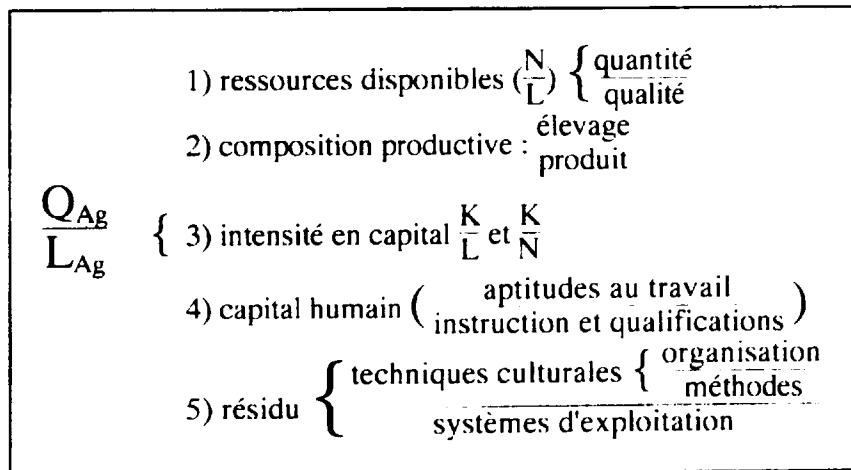 1) ressources disponibles (N/L) { quantité / qualité
2) composition productive : élevage / produit
Q_Ag / L_Ag { 3) intensité en capital K/L et K/N
4) capital humain ( aptitudes au travail / instruction et qualifications )
5) résidu { techniques culturales { organisation / méthodes
systèmes d'exploitation